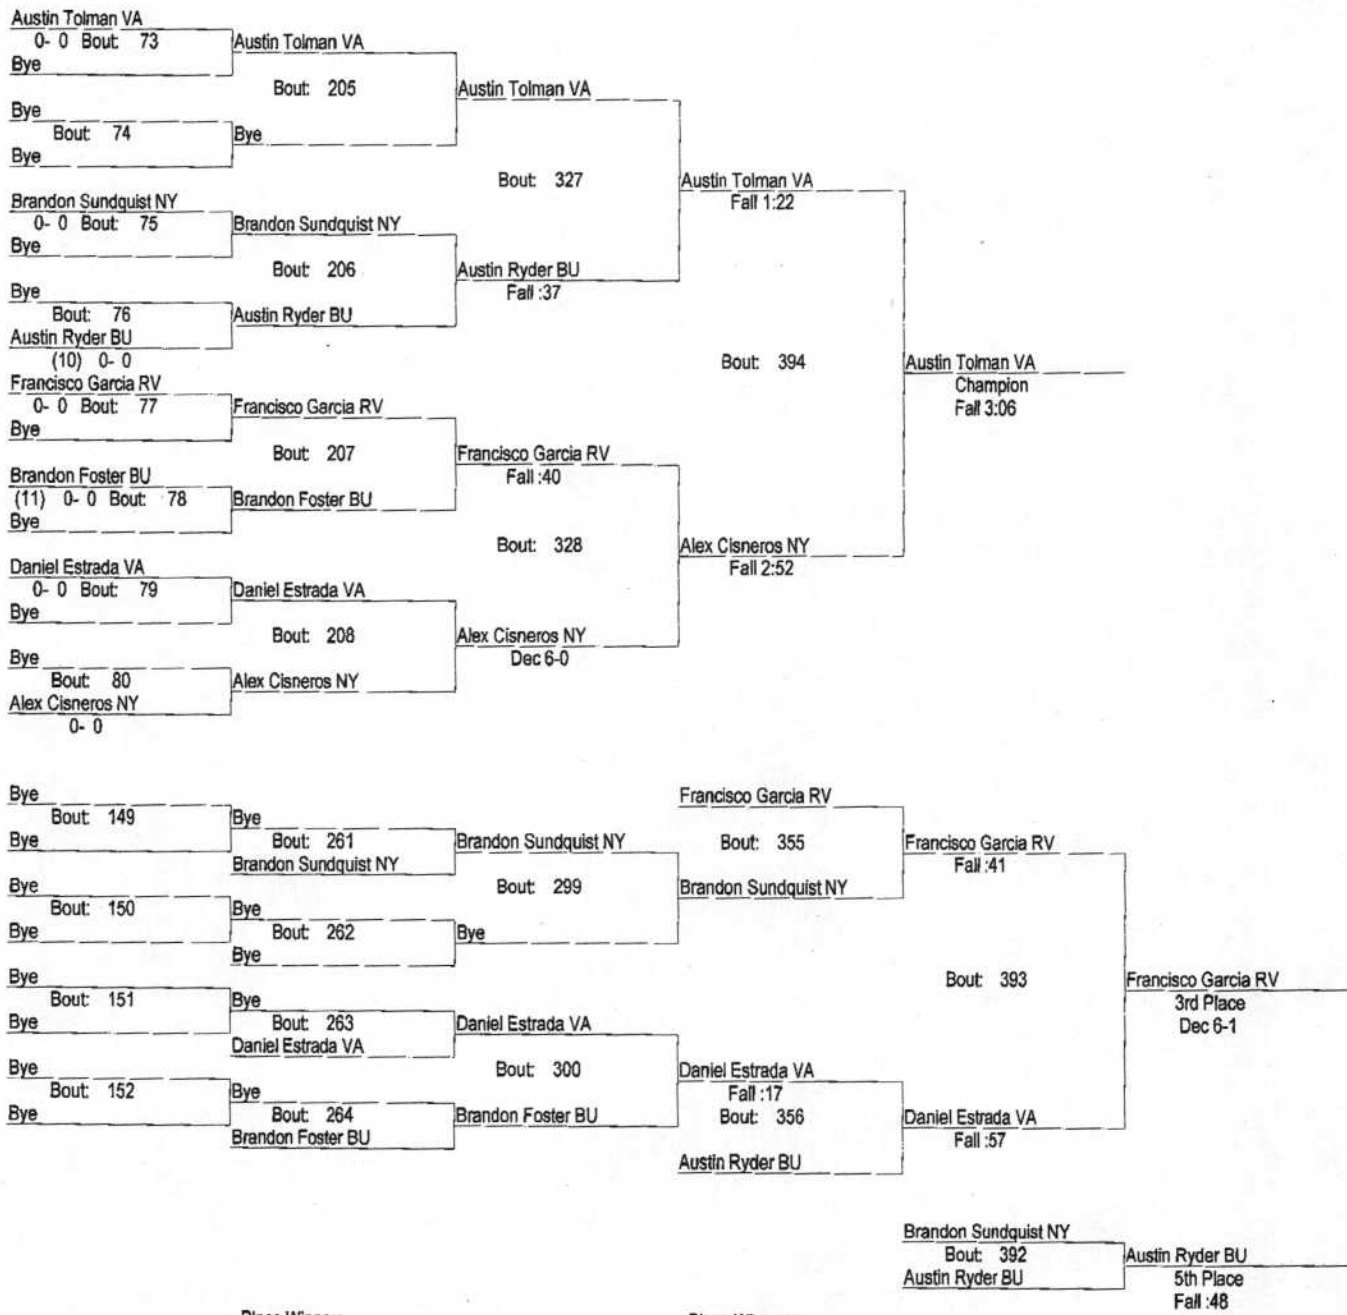 Austin Tolman VA
0- 0 Bout: 73
Bye
Austin Tolman VA
Bout: 205
Bye
Bout: 74
Bye
Bye
Austin Tolman VA
Bout: 327
Brandon Sundquist NY
0- 0 Bout: 75
Bye
Brandon Sundquist NY
Bout: 206
Bye
Bout: 76
Austin Ryder BU
(10) 0- 0
Austin Ryder BU
Austin Ryder BU
Fall :37
Austin Tolman VA
Fall 1:22
Bout: 394
Francisco Garcia RV
0- 0 Bout: 77
Bye
Francisco Garcia RV
Bout: 207
Brandon Foster BU
(11) 0- 0 Bout: 78
Bye
Brandon Foster BU
Francisco Garcia RV
Fall :40
Bout: 328
Daniel Estrada VA
0- 0 Bout: 79
Bye
Daniel Estrada VA
Bout: 208
Bye
Bout: 80
Alex Cisneros NY
0- 0
Alex Cisneros NY
Alex Cisneros NY
Dec 6-0
Alex Cisneros NY
Fall 2:52
Austin Tolman VA
Champion
Fall 3:06
Bye
Bout: 149
Bye
Bye
Bout: 261
Brandon Sundquist NY
Brandon Sundquist NY
Bout: 299
Bye
Bout: 150
Bye
Bye
Bout: 262
Bye
Bye
Francisco Garcia RV
Bout: 355
Brandon Sundquist NY
Francisco Garcia RV
Fall :41
Bout: 393
Bye
Bout: 151
Bye
Bye
Bout: 263
Daniel Estrada VA
Daniel Estrada VA
Bout: 300
Bye
Bout: 152
Bye
Bye
Bout: 264
Brandon Foster BU
Brandon Foster BU
Daniel Estrada VA
Fall :17
Bout: 356
Austin Ryder BU
Daniel Estrada VA
Fall :57
Francisco Garcia RV
3rd Place
Dec 6-1
Brandon Sundquist NY
Bout: 392
Austin Ryder BU
Austin Ryder BU
5th Place
Fall :48